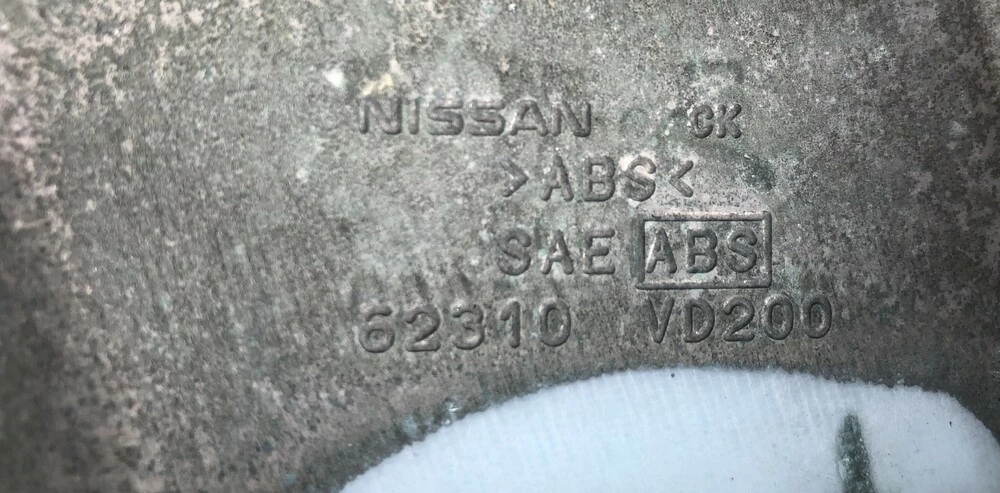 NISSAN CK
>ABS<
SAE ABS
62310 VD200